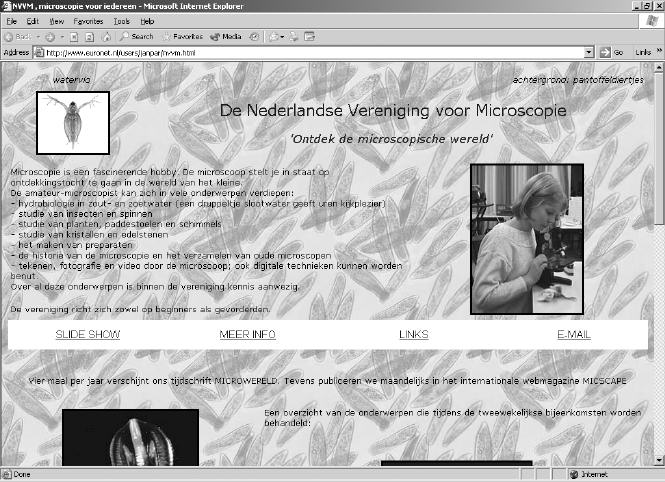 NVVM , microscopie voor iedereen - Microsoft Internet Explorer
File Edit View Favorites Tools Help
Back Search Favorites Media
Address http://www.euronet.nl/users/janpar/nvvm.html Go Links »
watervlo
achtergrond: pantoffeldiertjes
De Nederlandse Vereniging voor Microscopie
'Ontdek de microscopische wereld'
Microscopie is een fascinerende hobby. De microscoop stelt je in staat op
ontdekkingstocht te gaan in de wereld van het kleine.
De amateur-microscopist kan zich in vele onderwerpen verdiepen:
- hydrobiologie in zout- en zoetwater (een druppeltje slootwater geeft uren kijkplezier)
- studie van insecten en spinnen
- studie van planten, paddestoelen en schimmels
- studie van kristallen en edelstenen
- het maken van preparaten
- de historie van de microscopie en het verzamelen van oude microscopen
- tekenen, fotografie en video door de microscoop; ook digitale technieken kunnen worden
benut.
Over al deze onderwerpen is binnen de vereniging kennis aanwezig.
De vereniging richt zich zowel op beginners als gevorderden.
SLIDE SHOW MEER INFO LINKS E-MAIL
Vier maal per jaar verschijnt ons tijdschrift MICROWERELD. Tevens publiceren we maandelijks in het internationale webmagazine MICSCAPE
Een overzicht van de onderwerpen die tijdens de tweewekelijkse bijeenkomsten worden
behandeld:
Done
Internet